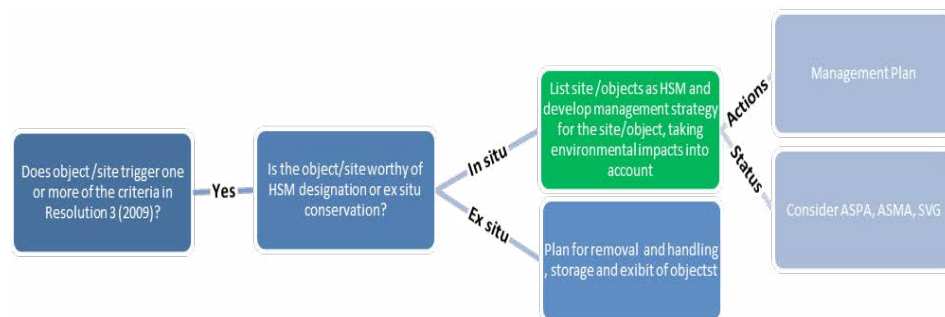 Does object/site trigger one
or more of the criteria in
Resolution 3 (2009)?
Yes
Is the object/site worthy of
HSM designation or ex situ
conservation?
In situ
Ex situ
List site/objects as HSM and
develop management strategy
for the site/object, taking
environmental impacts into
account
Plan for removal and handling
, storage and exibit of objectst
Actions
Status
Management Plan
Consider ASPA, ASMA, SVG